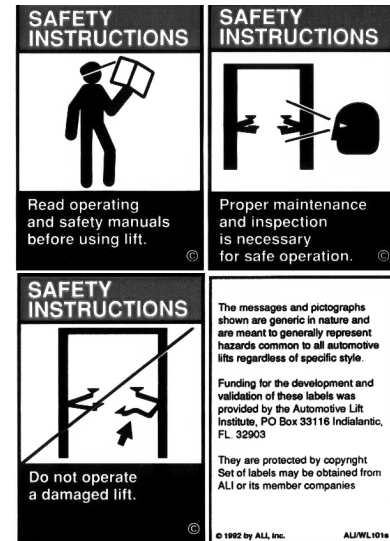 SAFETY
INSTRUCTIONS
Read operating
and safety manuals
before using lift.
©
SAFETY
INSTRUCTIONS
Proper maintenance
and inspection
is necessary
for safe operation.
©
SAFETY
INSTRUCTIONS
Do not operate
a damaged lift.
©
The messages and pictographs
shown are generic in nature and
are meant to generally represent
hazards common to all automotive
lifts regardless of specific style.
Funding for the development and
validation of these labels was
provided by the Automotive Lift
Institute, PO Box 33116 Indialantic,
FL. 32903
They are protected by copyright
Set of labels may be obtained from
ALI or its member companies
© 1992 by ALI, Inc. ALI/WL101s